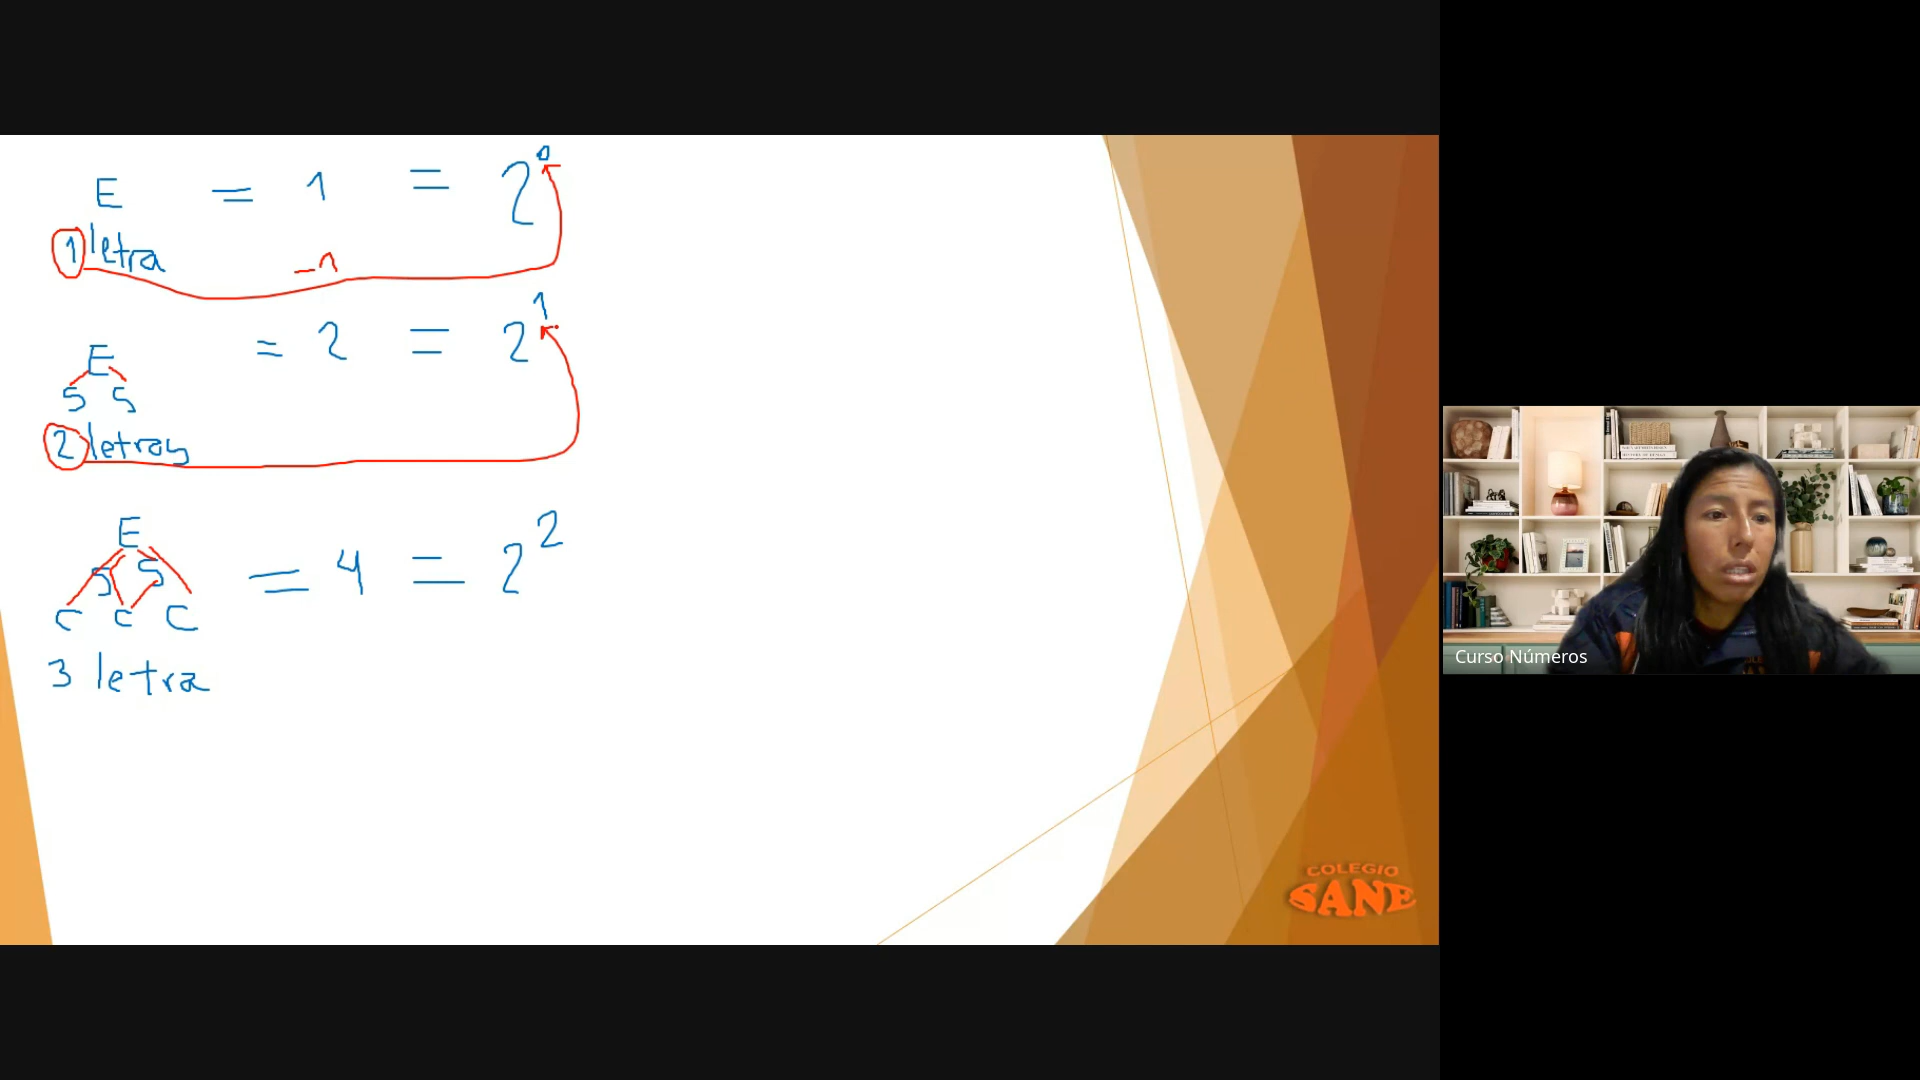 E = 1 = 2⁰
1 letra
-1
E = 2 = 2¹
S S
2 letras
E = 4 = 2²
S S
C C C
3 letra
COLEGIO
SANE
Curso Números